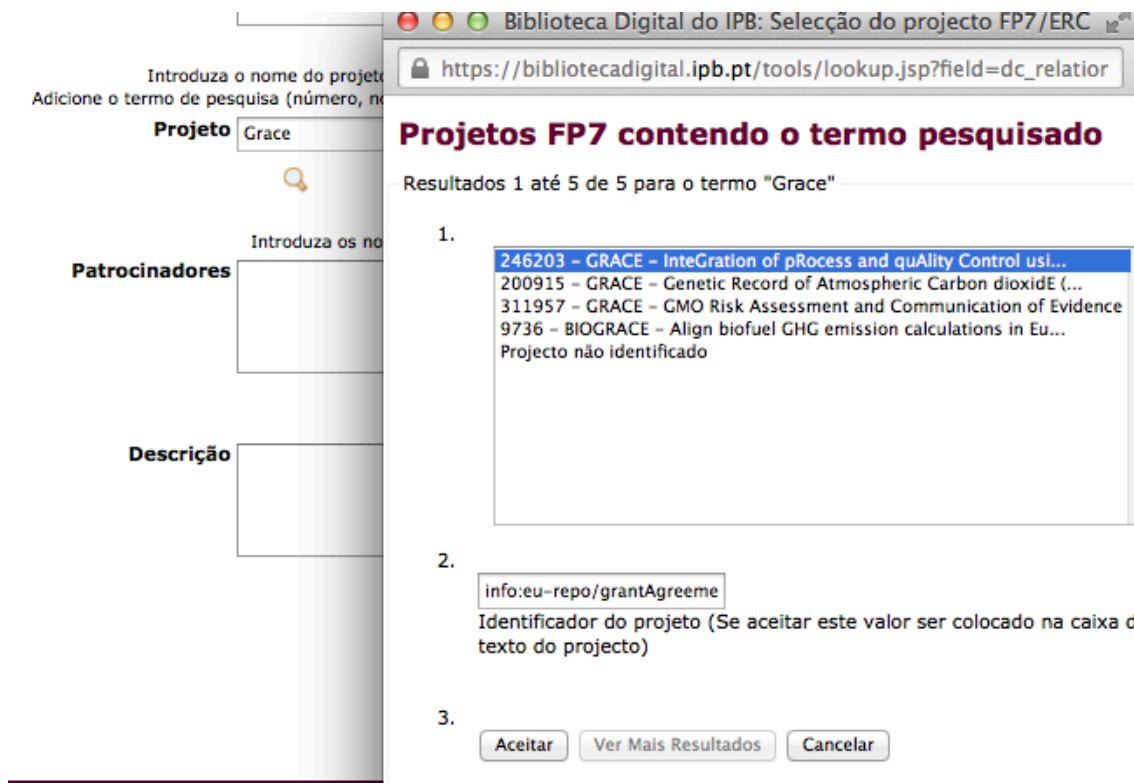 Introduza o nome do projeto
Adicione o termo de pesquisa (número, no
Projeto Grace
Introduza os no
Patrocinadores
Descrição
Biblioteca Digital do IPB: Selecção do projecto FP7/ERC
https://bibliotecadigital.ipb.pt/tools/lookup.jsp?field=dc_relation
Projetos FP7 contendo o termo pesquisado
Resultados 1 até 5 de 5 para o termo "Grace"
1.
246203 – GRACE – InteGration of pRocess and quAlity Control usi...
200915 – GRACE – Genetic Record of Atmospheric Carbon dioxidE (...
311957 – GRACE – GMO Risk Assessment and Communication of Evidence
9736 – BIOGRACE – Align biofuel GHG emission calculations in Eu...
Projecto não identificado
2.
info:eu-repo/grantAgreeme
Identificador do projeto (Se aceitar este valor ser colocado na caixa d
texto do projecto)
3.
Aceitar Ver Mais Resultados Cancelar